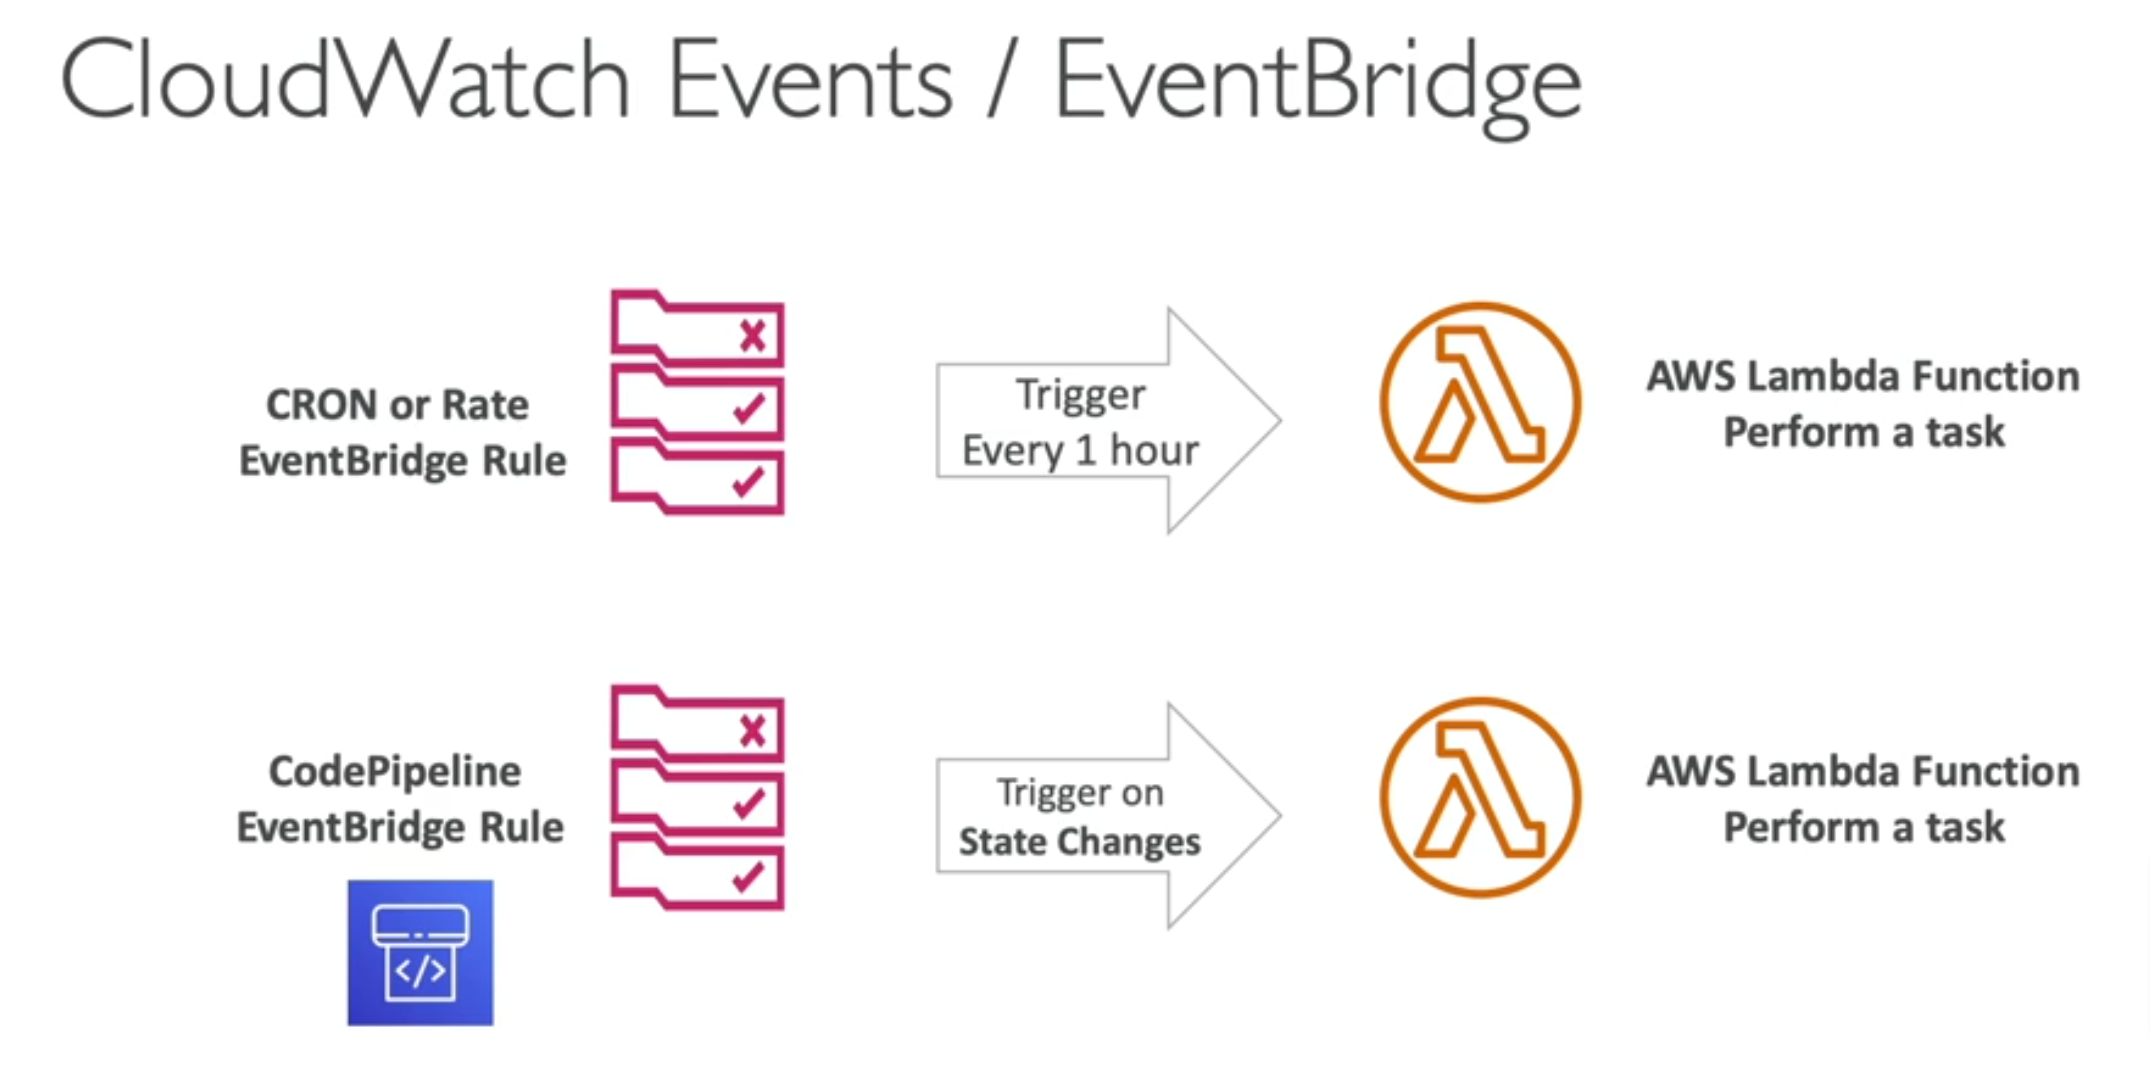 CloudWatch Events / EventBridge
CRON or Rate
EventBridge Rule
Trigger
Every 1 hour
AWS Lambda Function
Perform a task
CodePipeline
EventBridge Rule
</>
Trigger on
State Changes
AWS Lambda Function
Perform a task